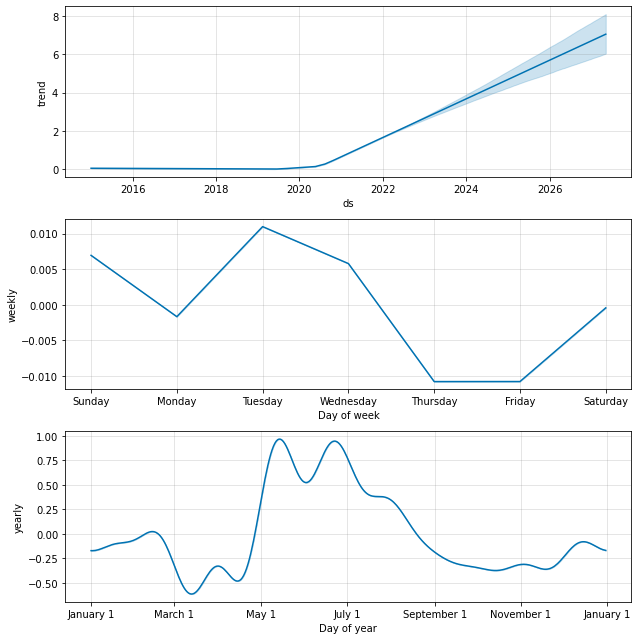 8
6
4
2
0
trend
2016 2018 2020 2022 2024 2026
ds
0.010
0.005
0.000
−0.005
−0.010
weekly
Sunday Monday Tuesday Wednesday Thursday Friday Saturday
Day of week
1.00
0.75
0.50
0.25
0.00
−0.25
−0.50
yearly
January 1 March 1 May 1 July 1 September 1 November 1 January 1
Day of year